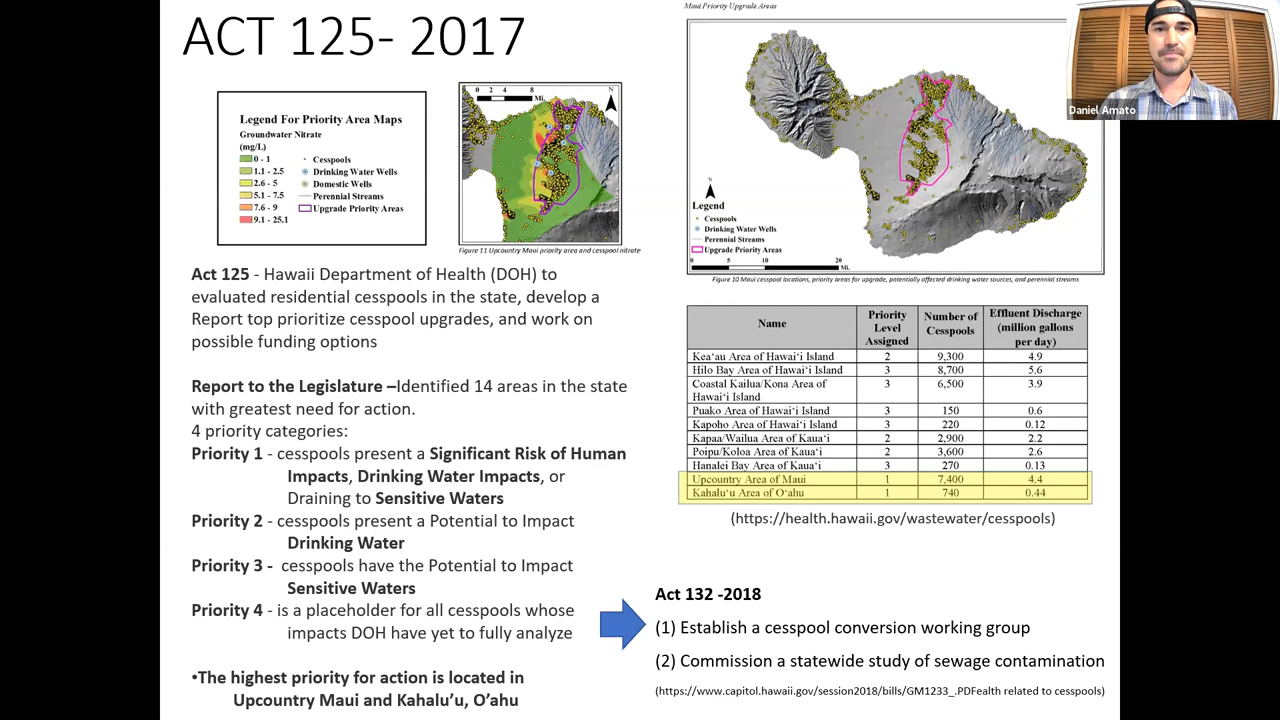 ACT 125- 2017
Legend For Priority Area Maps
Groundwater Nitrate
(mg/L)
0 - 1
1.1 - 2.5
2.6 - 5
5.1 - 7.5
7.6 - 9
9.1 - 25.1
Cesspools
Drinking Water Wells
Domestic Wells
Perennial Streams
Upgrade Priority Areas
0 2 4 8
Mi.
N
Figure 11 Upcountry Maui priority area and cesspool nitrate
Act 125 - Hawaii Department of Health (DOH) to
evaluated residential cesspools in the state, develop a
Report top prioritize cesspool upgrades, and work on
possible funding options
Report to the Legislature –Identified 14 areas in the state
with greatest need for action.
4 priority categories:
Priority 1 - cesspools present a Significant Risk of Human
Impacts, Drinking Water Impacts, or
Draining to Sensitive Waters
Priority 2 - cesspools present a Potential to Impact
Drinking Water
Priority 3 - cesspools have the Potential to Impact
Sensitive Waters
Priority 4 - is a placeholder for all cesspools whose
impacts DOH have yet to fully analyze
•The highest priority for action is located in
Upcountry Maui and Kahalu’u, O’ahu
Maui Priority Upgrade Areas
N
Legend
Cesspools
Drinking Water Wells
Perennial Streams
Upgrade Priority Areas
0 5 10 20
Mi.
Figure 10 Maui cesspool locations, priority areas for upgrade, potentially affected drinking water sources, and perennial streams
Daniel Amato
Name Priority Level Assigned Number of Cesspools Effluent Discharge (million gallons per day)
Kea‘au Area of Hawai‘i Island 2 9,300 4.9
Hilo Bay Area of Hawai‘i Island 3 8,700 5.6
Coastal Kailua/Kona Area of Hawai‘i Island 3 6,500 3.9
Puako Area of Hawai‘i Island 3 150 0.6
Kapoho Area of Hawai‘i Island 3 220 0.12
Kapaa/Wailua Area of Kaua‘i 2 2,900 2.2
Poipu/Koloa Area of Kaua‘i 2 3,600 2.6
Hanalei Bay Area of Kaua‘i 3 270 0.13
Upcountry Area of Maui 1 7,400 4.4
Kahalu‘u Area of O‘ahu 1 740 0.44
(https://health.hawaii.gov/wastewater/cesspools)
Act 132 -2018
(1) Establish a cesspool conversion working group
(2) Commission a statewide study of sewage contamination
(https://www.capitol.hawaii.gov/session2018/bills/GM1233_.PDFealth related to cesspools)